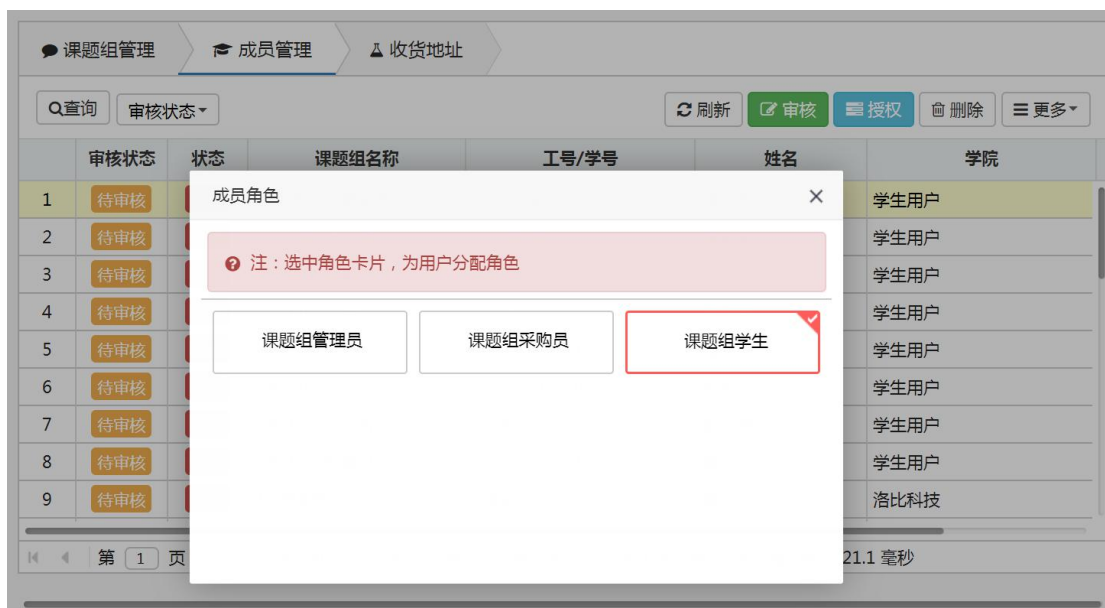 课题组管理 成员管理 收货地址
查询 审核状态 刷新 审核 授权 删除 更多
审核状态 状态 课题组名称 工号/学号 姓名 学院
成员角色
注：选中角色卡片，为用户分配角色
课题组管理员 课题组采购员 课题组学生
1 待审核 学生用户
2 待审核 学生用户
3 待审核 学生用户
4 待审核 学生用户
5 待审核 学生用户
6 待审核 学生用户
7 待审核 学生用户
8 待审核 学生用户
9 待审核 洛比科技
第 1 页 21.1 毫秒